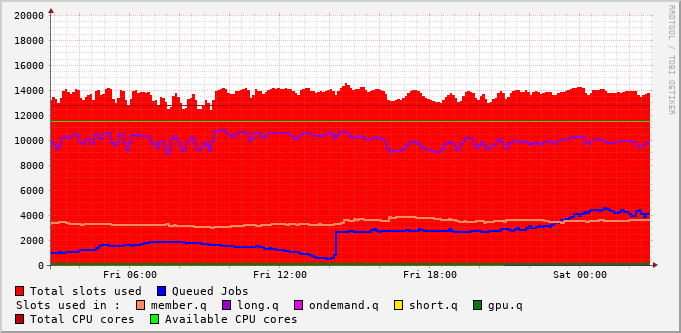 RRDTOOL / TOBI OETIKER
20000
18000
16000
14000
12000
10000
8000
6000
4000
2000
0
Fri 06:00 Fri 12:00 Fri 18:00 Sat 00:00
Total slots used Queued Jobs
Slots used in : member.q long.q ondemand.q short.q gpu.q
Total CPU cores Available CPU cores